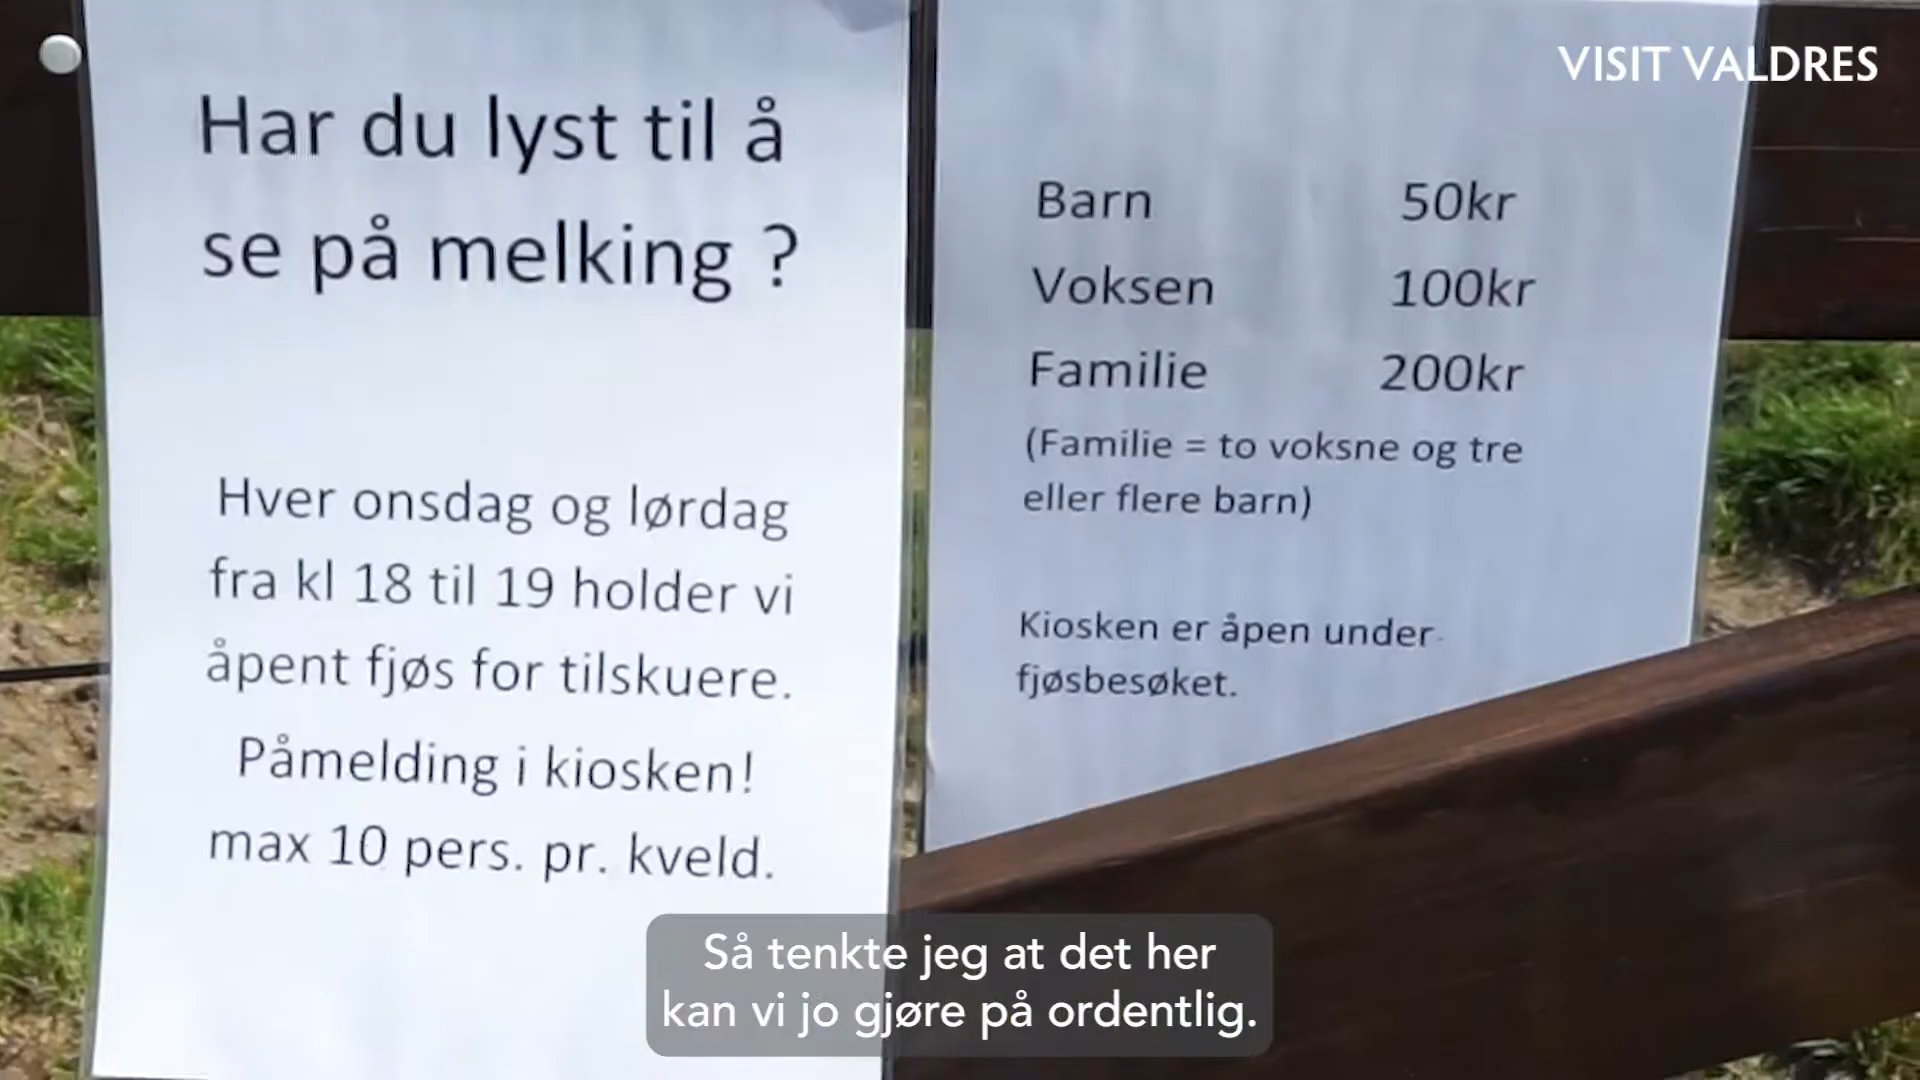 VISIT VALDRES
Har du lyst til å
se på melking ?
Hver onsdag og lørdag
fra kl 18 til 19 holder vi
åpent fjøs for tilskuere.
Påmelding i kiosken!
max 10 pers. pr. kveld.
Barn 50kr
Voksen 100kr
Familie 200kr
(Familie = to voksne og tre
eller flere barn)
Kiosken er åpen under
fjøsbesøket.
Så tenkte jeg at det her
kan vi jo gjøre på ordentlig.